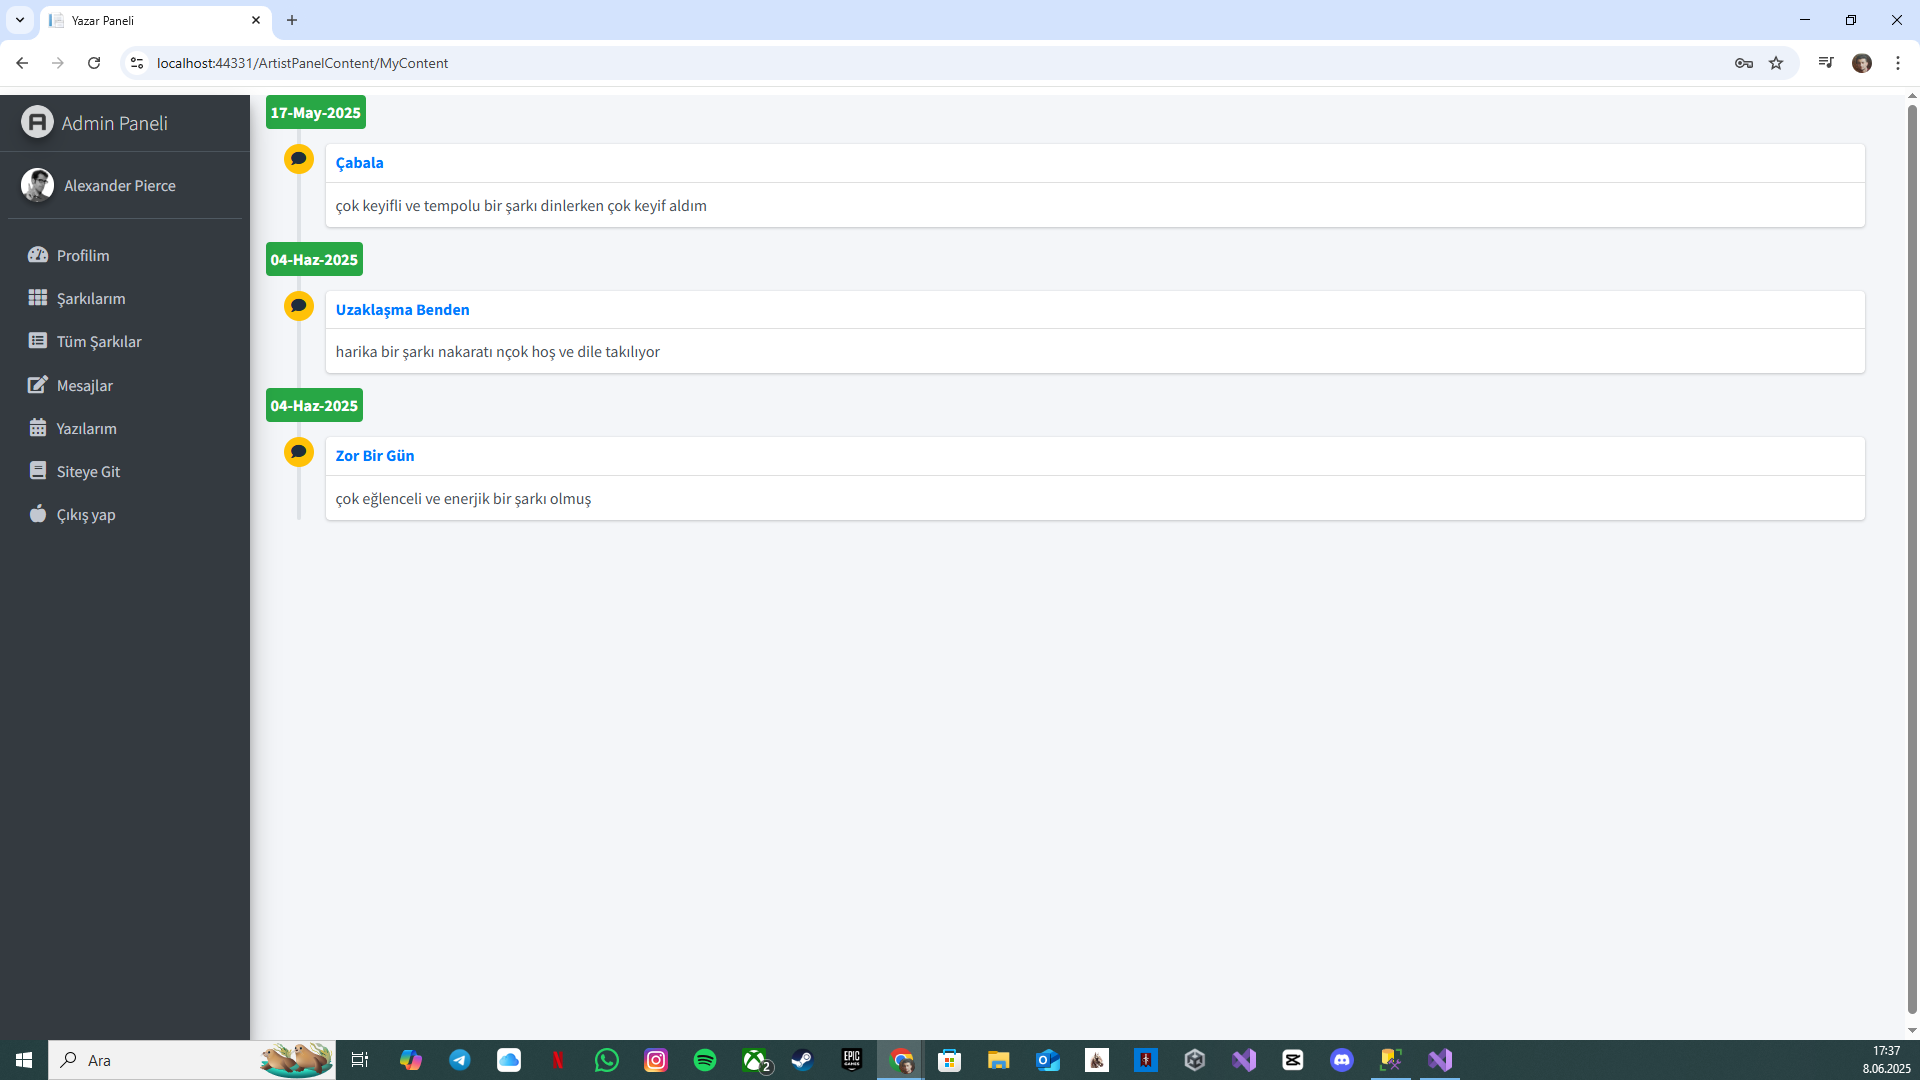 Yazar Paneli
localhost:44331/ArtistPanelContent/MyContent
Admin Paneli
Alexander Pierce
Profilim
Şarkılarım
Tüm Şarkılar
Mesajlar
Yazılarım
Siteye Git
Çıkış yap
17-May-2025
Çabala
çok keyifli ve tempolu bir şarkı dinlerken çok keyif aldım
04-Haz-2025
Uzaklaşma Benden
harika bir şarkı nakaratı nçok hoş ve dile takılıyor
04-Haz-2025
Zor Bir Gün
çok eğlenceli ve enerjik bir şarkı olmuş
Ara
2
EPIC GAMES
17:37
8.06.2025